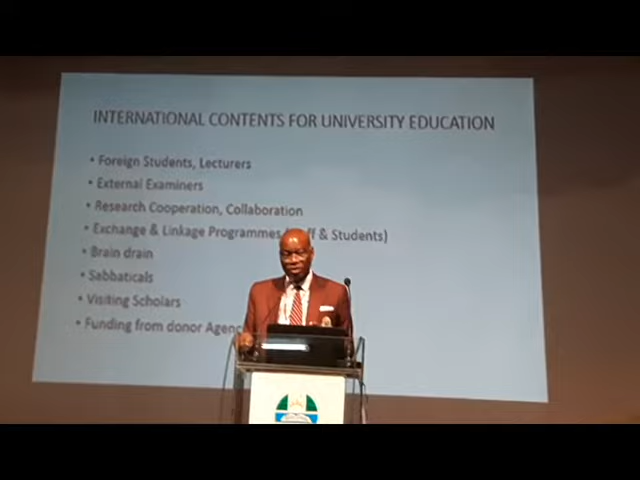 INTERNATIONAL CONTENTS FOR UNIVERSITY EDUCATION
• Foreign Students, Lecturers
• External Examiners
• Research Cooperation, Collaboration
• Exchange & Linkage Programmes & Students)
• Brain drain
• Sabbaticals
• Visiting Scholars
• Funding from donor